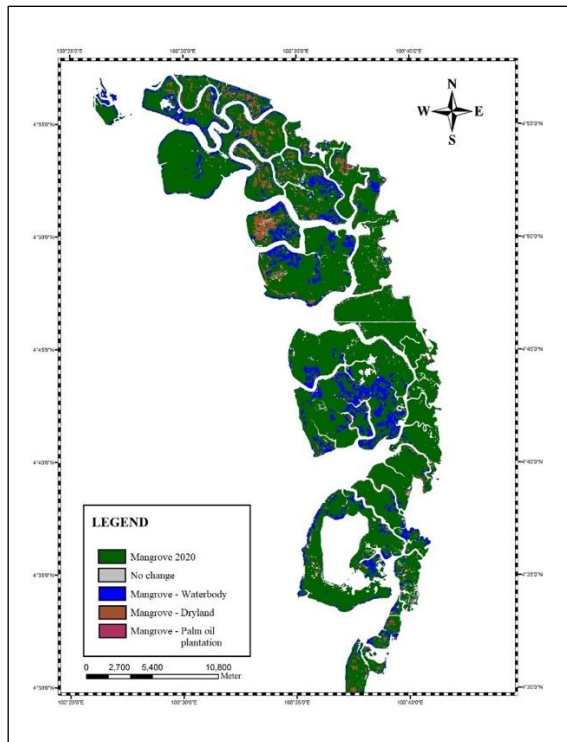 100°25'0"E 100°30'0"E 100°35'0"E 100°40'0"E
N
W E
S
4°55'0"N 4°55'0"N
4°50'0"N 4°50'0"N
4°45'0"N 4°45'0"N
4°40'0"N 4°40'0"N
4°35'0"N 4°35'0"N
4°30'0"N 4°30'0"N
LEGEND
Mangrove 2020
No change
Mangrove - Waterbody
Mangrove - Dryland
Mangrove - Palm oil
plantation
0 2,700 5,400 10,800
Meter
100°25'0"E 100°30'0"E 100°35'0"E 100°40'0"E